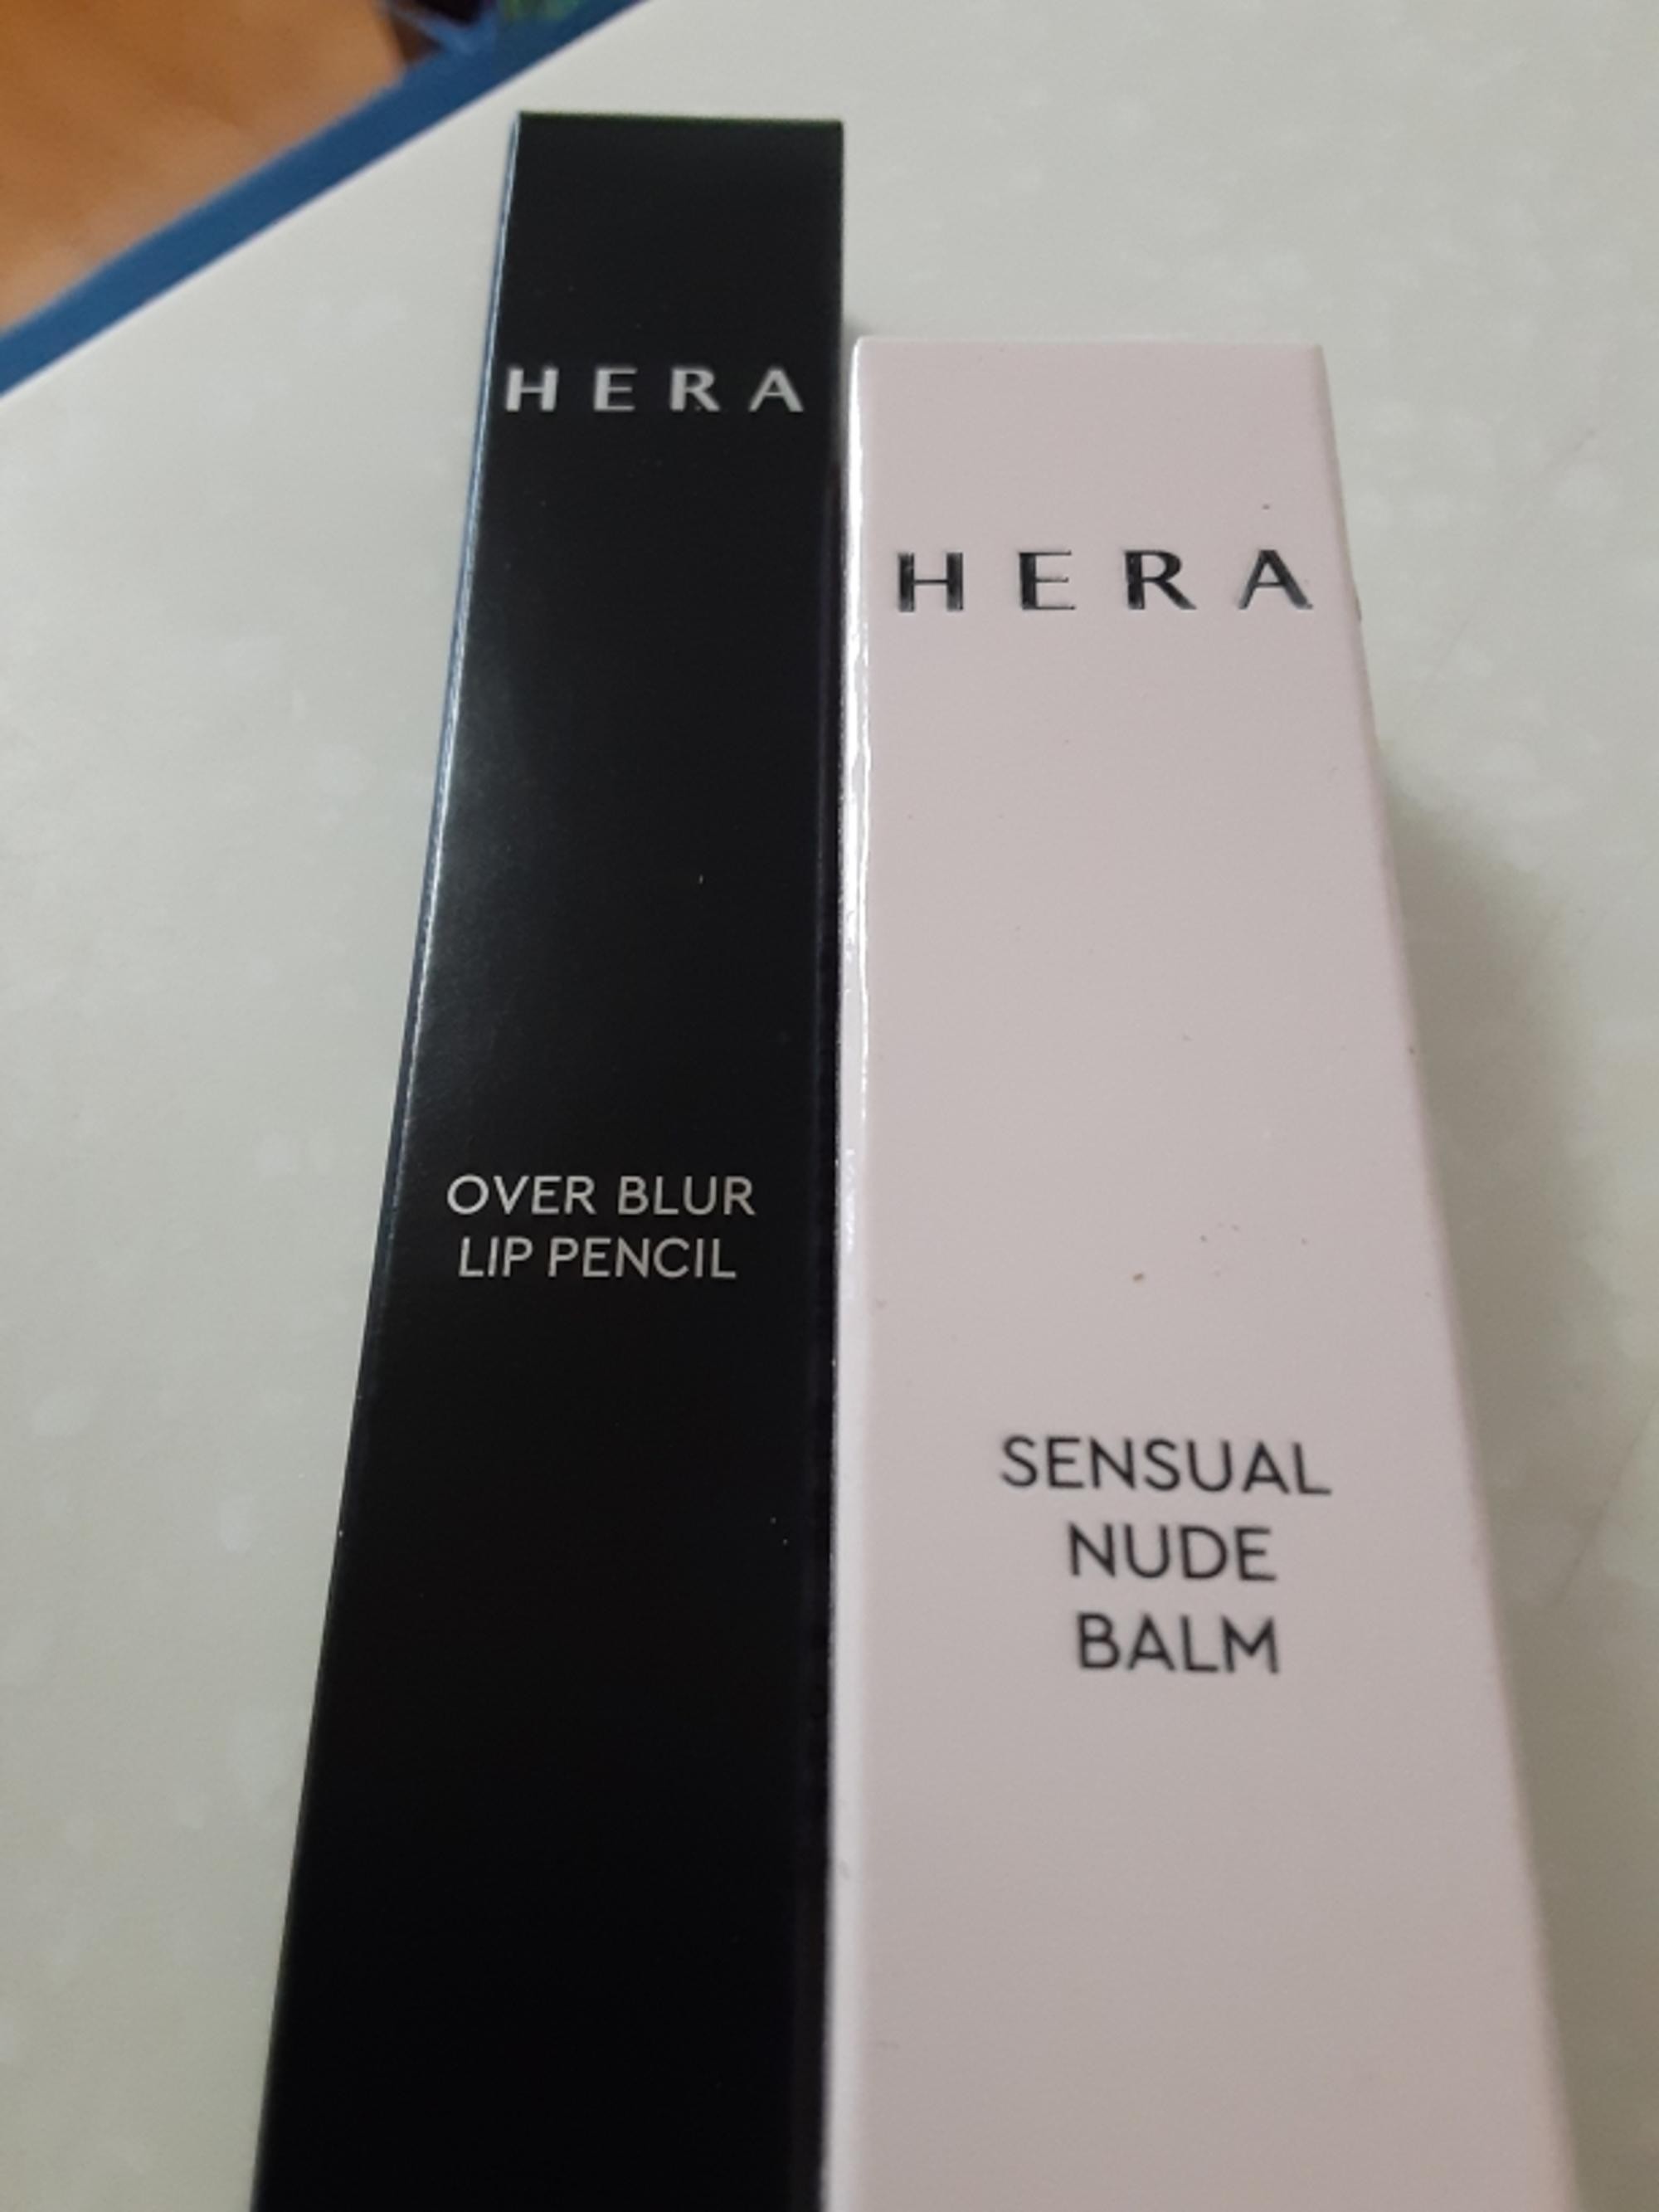 HERA
OVER BLUR
LIP PENCIL
HERA
SENSUAL
NUDE
BALM